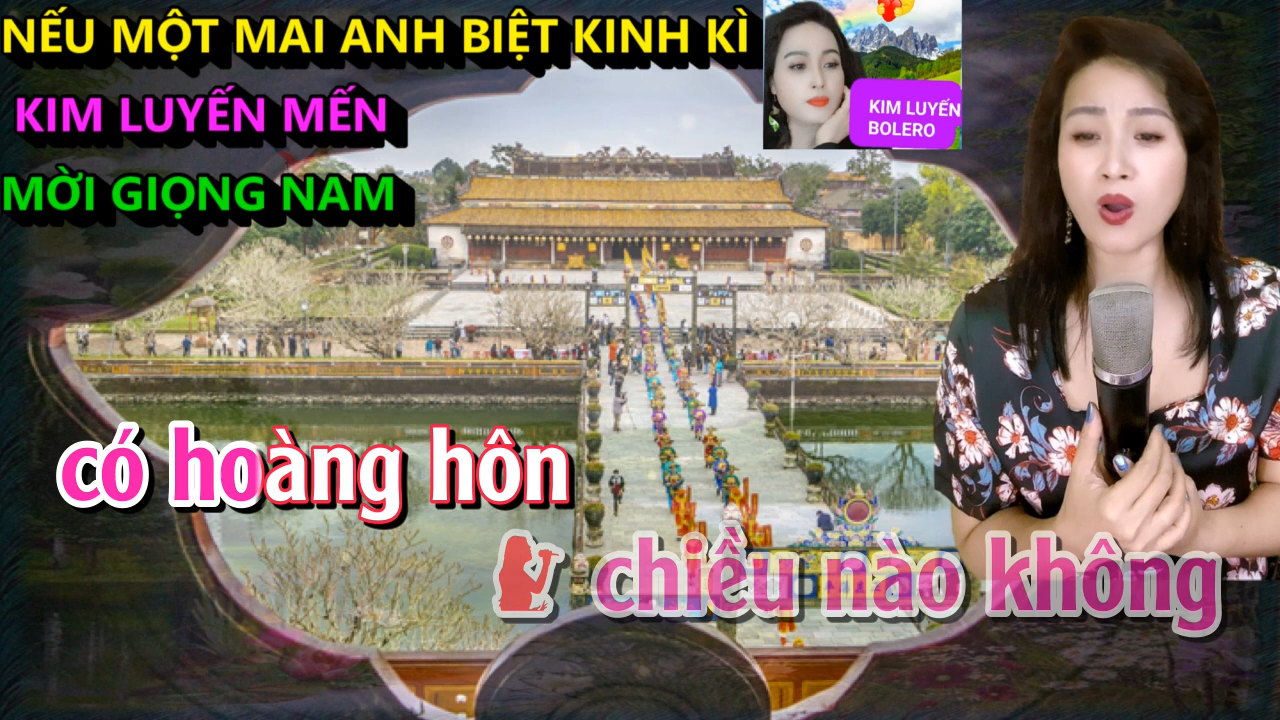 NẾU MỘT MAI ANH BIỆT KINH KÌ
KIM LUYẾN MẾN
MỜI GIỌNG NAM
KIM LUYẾN
BOLERO
có hoàng hôn
chiều nào không